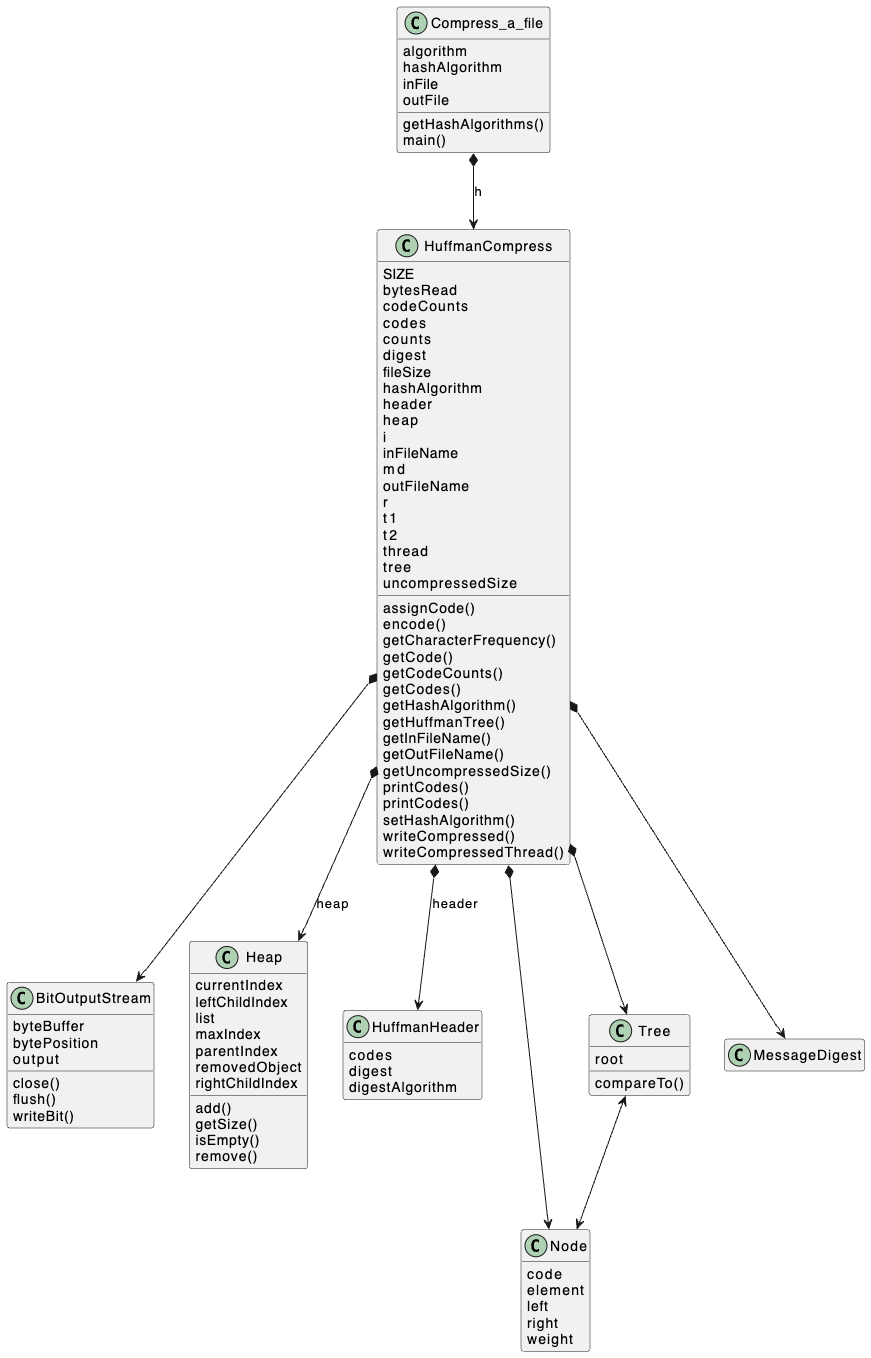 C Compress_a_file
algorithm
hashAlgorithm
inFile
outFile
getHashAlgorithms()
main()
h
C HuffmanCompress
SIZE
bytesRead
codeCounts
codes
counts
digest
fileSize
hashAlgorithm
header
heap
i
inFileName
md
outFileName
r
t1
t2
thread
tree
uncompressedSize
assignCode()
encode()
getCharacterFrequency()
getCode()
getCodeCounts()
getCodes()
getHashAlgorithm()
getHuffmanTree()
getInFileName()
getOutFileName()
getUncompressedSize()
printCodes()
printCodes()
setHashAlgorithm()
writeCompressed()
writeCompressedThread()
heap
header
C BitOutputStream
byteBuffer
bytePosition
output
close()
flush()
writeBit()
C Heap
currentIndex
leftChildIndex
list
maxIndex
parentIndex
removedObject
rightChildIndex
add()
getSize()
isEmpty()
remove()
C HuffmanHeader
codes
digest
digestAlgorithm
C Tree
root
compareTo()
C MessageDigest
C Node
code
element
left
right
weight